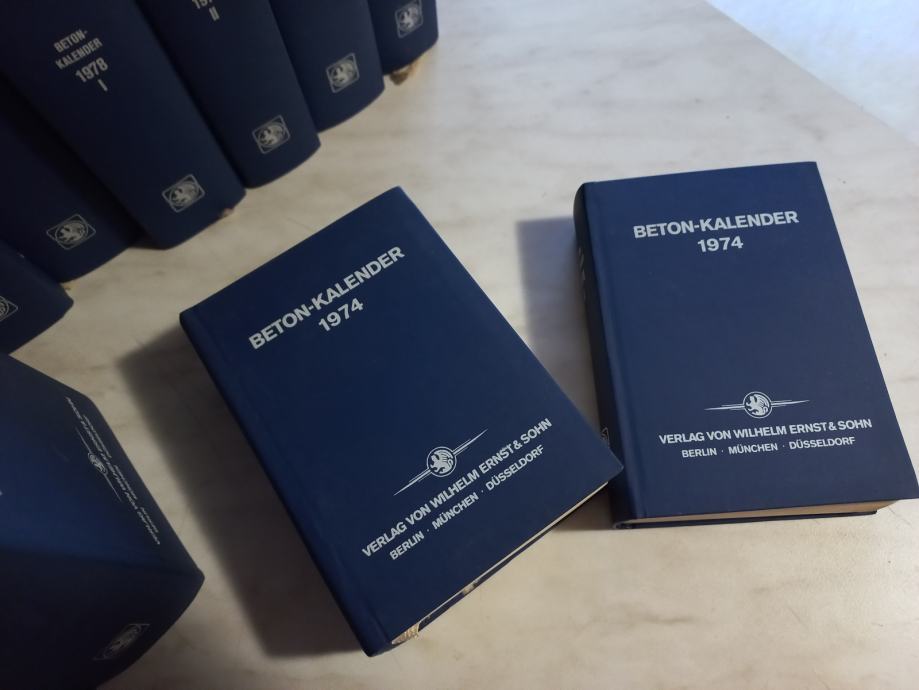 BETON-
KALENDER
1978
I
II
BETON-KALENDER
1974
VERLAG VON WILHELM ERNST & SOHN
BERLIN · MÜNCHEN · DÜSSELDORF
BETON-KALENDER
1974
VERLAG VON WILHELM ERNST & SOHN
BERLIN · MÜNCHEN · DÜSSELDORF